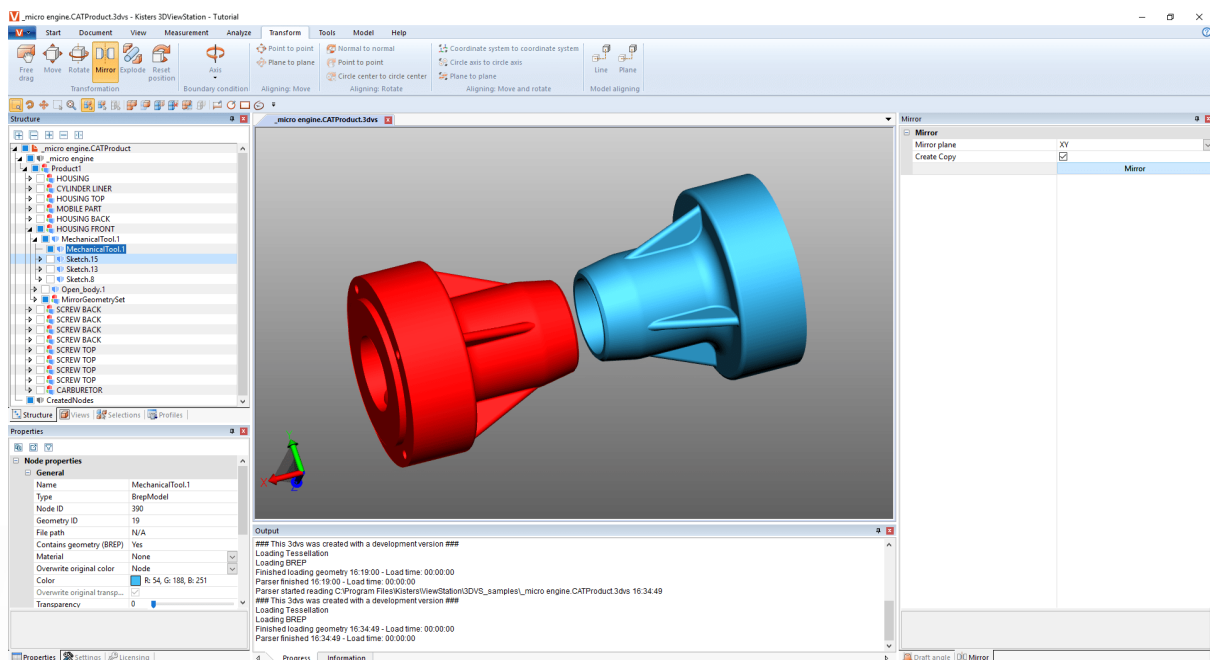 _micro engine.CATProduct.3dvs - Kisters 3DViewStation - Tutorial
Start Document View Measurement Analyze Transform Tools Model Help
Free drag
Move
Rotate
Mirror
Explode
Reset position
Transformation
Axis
Boundary condition
Point to point
Plane to plane
Aligning: Move
Normal to normal
Point to point
Circle center to circle center
Aligning: Rotate
Coordinate system to coordinate system
Circle axis to circle axis
Plane to plane
Aligning: Move and rotate
Line
Plane
Model aligning
Structure
_micro engine.CATProduct
_micro engine
Product1
HOUSING
CYLINDER LINER
HOUSING TOP
MOBILE PART
HOUSING BACK
HOUSING FRONT
MechanicalTool.1
MechanicalTool.1
Sketch.15
Sketch.13
Sketch.8
Open_body.1
MirrorGeometrySet
SCREW BACK
SCREW BACK
SCREW BACK
SCREW BACK
SCREW TOP
SCREW TOP
SCREW TOP
SCREW TOP
CARBURETOR
CreatedNodes
Structure Views Selections Profiles
Properties
Node properties
General
Name MechanicalTool.1
Type BrepModel
Node ID 390
Geometry ID 19
File path N/A
Contains geometry (BREP) Yes
Material None
Overwrite original color Node
Color R: 54, G: 188, B: 251
Overwrite original transp...
Transparency 0
Properties Settings Licensing
_micro engine.CATProduct.3dvs
X
Z
Output
### This 3dvs was created with a development version ###
Loading Tessellation
Loading BREP
Finished loading geometry 16:19:00 - Load time: 00:00:00
Parser finished 16:19:00 - Load time: 00:00:00
Parser started reading C:\Program Files\Kisters\ViewStation\3DVS_samples\_micro engine.CATProduct.3dvs 16:34:49
### This 3dvs was created with a development version ###
Loading Tessellation
Loading BREP
Finished loading geometry 16:34:49 - Load time: 00:00:00
Parser finished 16:34:49 - Load time: 00:00:00
Progress Information
Mirror
Mirror
Mirror plane XY
Create Copy
Mirror
Draft angle Mirror